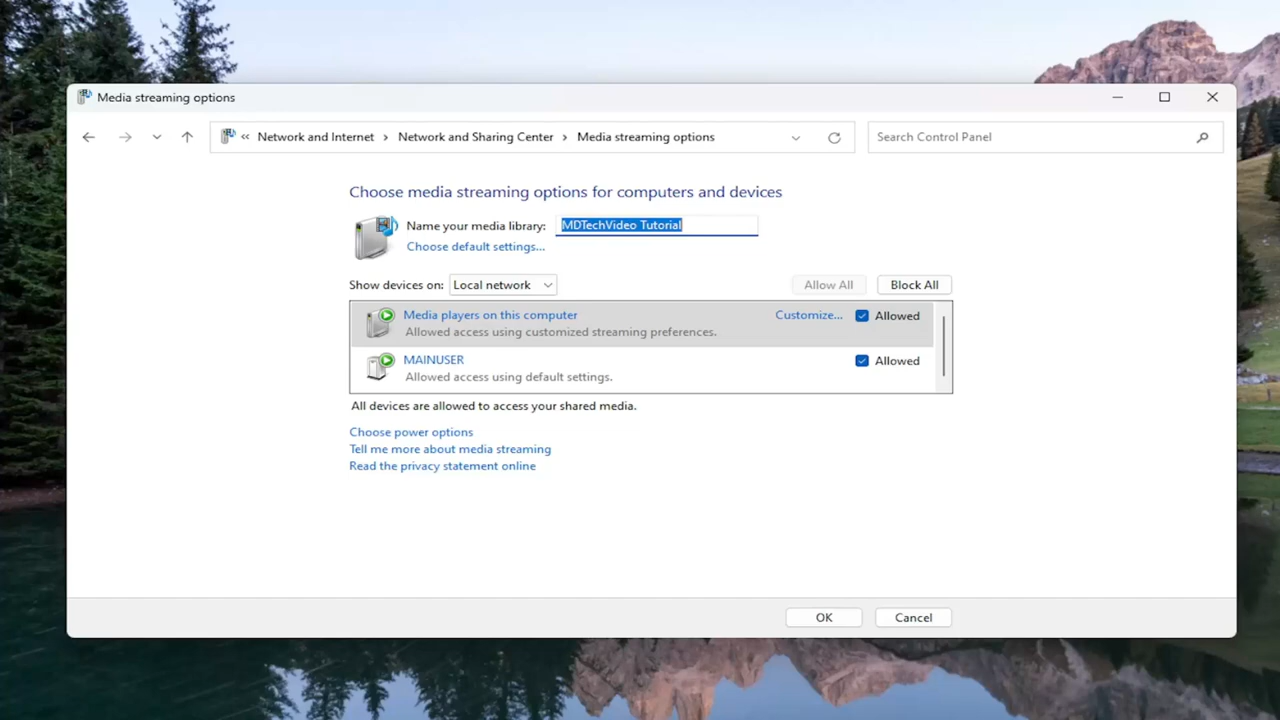 Media streaming options
« Network and Internet > Network and Sharing Center > Media streaming options
Search Control Panel
Choose media streaming options for computers and devices
Name your media library: MDTechVideo Tutorial
Choose default settings...
Show devices on: Local network
Allow All
Block All
Media players on this computer
Customize...
Allowed
Allowed access using customized streaming preferences.
MAINUSER
Allowed
Allowed access using default settings.
All devices are allowed to access your shared media.
Choose power options
Tell me more about media streaming
Read the privacy statement online
OK
Cancel